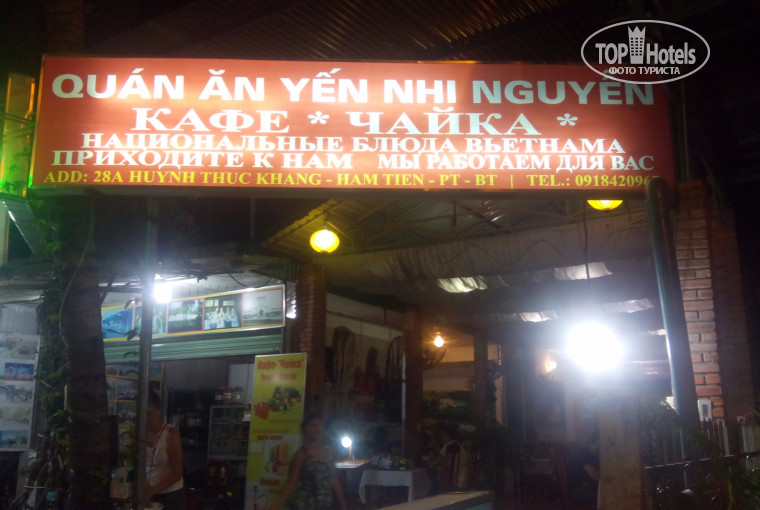 TOP Hotels
ФОТО ТУРИСТА
QUÁN ĂN YẾN NHI NGUYEN
КАФЕ * ЧАЙКА *
НАЦИОНАЛЬНЫЕ БЛЮДА ВЬЕТНАМА
ПРИХОДИТЕ К НАМ МЫ РАБОТАЕМ ДЛЯ ВАС
ADD: 28A HUYNH THUC KHANG - HAM TIEN - PT - BT | TEL.: 091842096